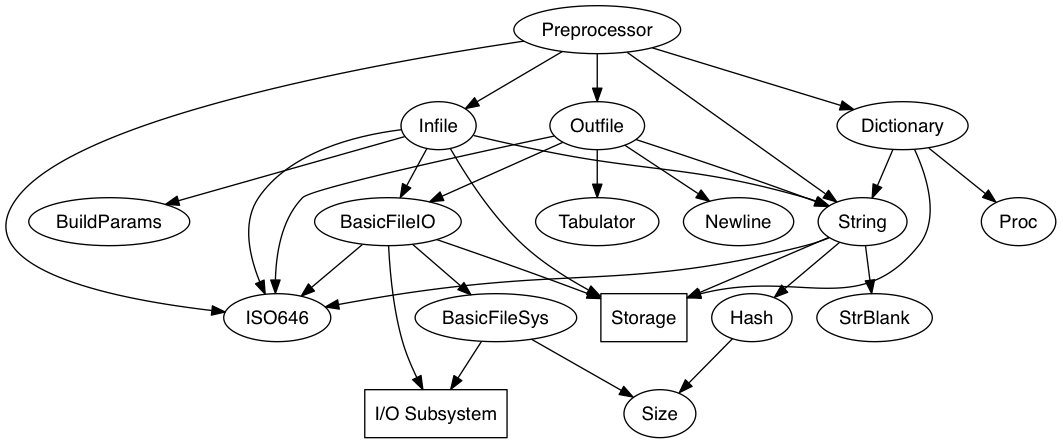 Preprocessor
Infile
Outfile
Dictionary
BuildParams
BasicFileIO
Tabulator
Newline
String
Proc
ISO646
BasicFileSys
Storage
Hash
StrBlank
I/O Subsystem
Size